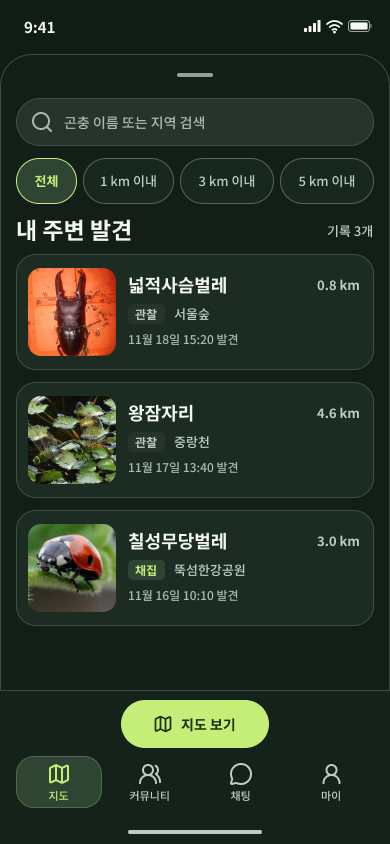 9:41
곤충 이름 또는 지역 검색
전체 1 km 이내 3 km 이내 5 km 이내
내 주변 발견 기록 3개
넓적사슴벌레 0.8 km
관찰 서울숲
11월 18일 15:20 발견
왕잠자리 4.6 km
관찰 중랑천
11월 17일 13:40 발견
칠성무당벌레 3.0 km
채집 뚝섬한강공원
11월 16일 10:10 발견
지도 보기
지도 커뮤니티 채팅 마이